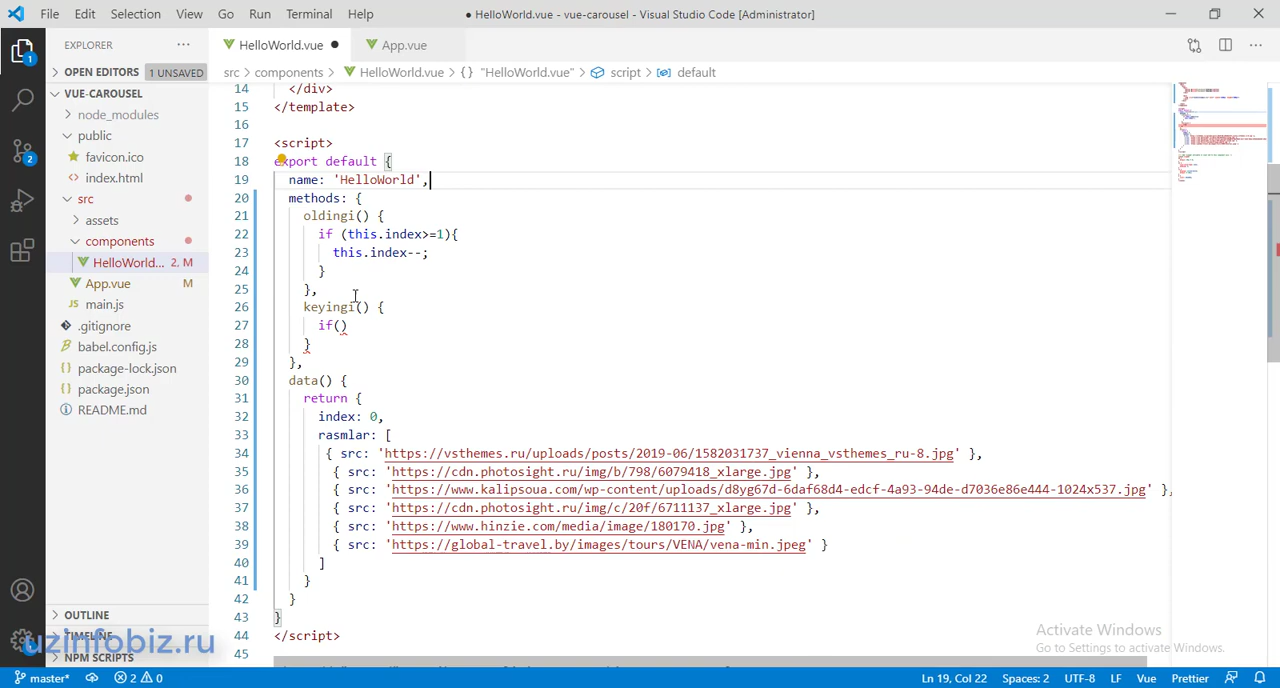 File Edit Selection View Go Run Terminal Help
● HelloWorld.vue - vue-carousel - Visual Studio Code [Administrator]
EXPLORER
HelloWorld.vue ●
App.vue
OPEN EDITORS 1 UNSAVED
src > components > HelloWorld.vue > {} "HelloWorld.vue" > script > default
VUE-CAROUSEL
node_modules
public
favicon.ico
<> index.html
src
assets
components
HelloWorld... 2, M
App.vue M
JS main.js
.gitignore
babel.config.js
{} package-lock.json
{} package.json
README.md
OUTLINE
TIMELINE
NPM SCRIPTS
1
2
14 </div>
15 </template>
16
17 <script>
18 export default {
19 name: 'HelloWorld',
20 methods: {
21 oldingi() {
22 if (this.index>=1){
23 this.index--;
24 }
25 },
26 keyingi() {
27 if()
28 }
29 },
30 data() {
31 return {
32 index: 0,
33 rasmlar: [
34 { src: 'https://vsthemes.ru/uploads/posts/2019-06/1582031737_vienna_vsthemes_ru-8.jpg' },
35 { src: 'https://cdn.photosight.ru/img/b/798/6079418_xlarge.jpg' },
36 { src: 'https://www.kalipsoua.com/wp-content/uploads/d8yg67d-6daf68d4-edcf-4a93-94de-d7036e86e444-1024x537.jpg' },
37 { src: 'https://cdn.photosight.ru/img/c/20f/6711137_xlarge.jpg' },
38 { src: 'https://www.hinzie.com/media/image/180170.jpg' },
39 { src: 'https://global-travel.by/images/tours/VENA/vena-min.jpeg' }
40 ]
41 }
42 }
43 }
44 </script>
45
uzinfobiz.ru
Activate Windows
Go to Settings to activate Windows.
master* 2 0
Ln 19, Col 22 Spaces: 2 UTF-8 LF Vue Prettier